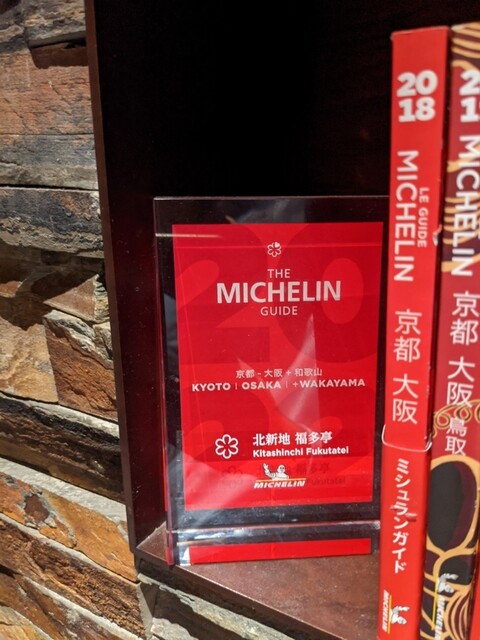 THE
MICHELIN
GUIDE
京都 - 大阪 + 和歌山
KYOTO | OSAKA | +WAKAYAMA
北新地 福多亭
Kitashinchi Fukutatei
MICHELIN
2018
LE GUIDE
MICHELIN
京都 大阪
ミシュランガイド
MICHELIN
MICHELIN
京都 大阪
鳥取